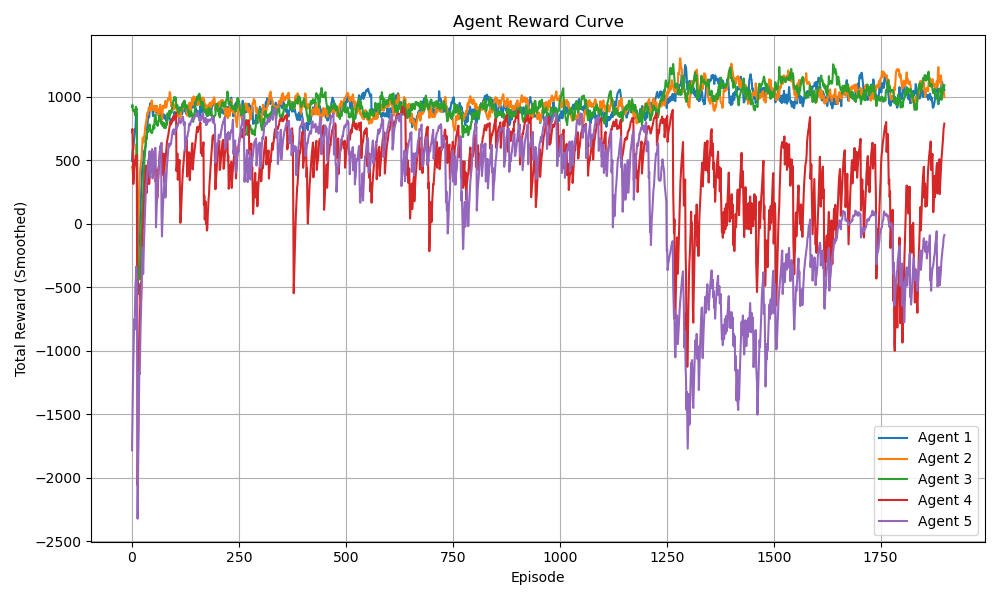 Agent Reward Curve
Total Reward (Smoothed)
1000
500
0
−500
−1000
−1500
−2000
−2500
0 250 500 750 1000 1250 1500 1750
Episode
Agent 1
Agent 2
Agent 3
Agent 4
Agent 5